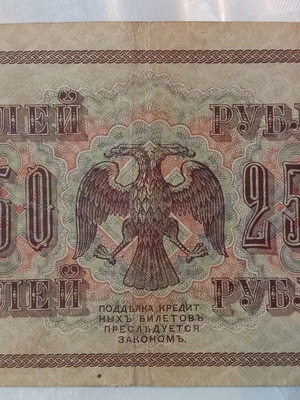 ЛЕЙ РУБЛ
50 25
ЛЕЙ РУБЛ
ПОДДѢЛКА КРЕДИТ-
НЫХЪ БИЛЕТОВЪ
ПРЕСЛѢДУЕТСЯ
ЗАКОНОМЪ.